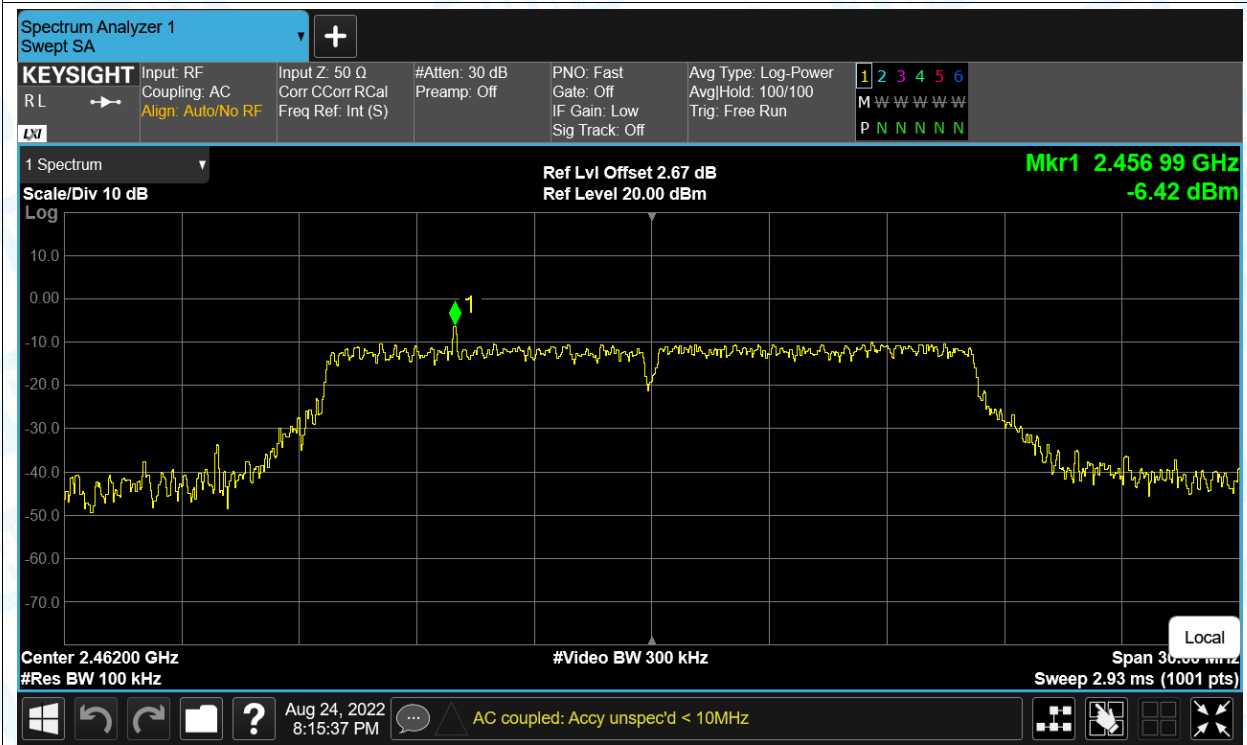 Spectrum Analyzer 1
Swept SA
KEYSIGHT
R L
LXI
Input: RF
Coupling: AC
Align: Auto/No RF
Input Z: 50 Ω
Corr CCorr RCal
Freq Ref: Int (S)
#Atten: 30 dB
Preamp: Off
PNO: Fast
Gate: Off
IF Gain: Low
Sig Track: Off
Avg Type: Log-Power
Avg|Hold: 100/100
Trig: Free Run
1 2 3 4 5 6
M W W W W W
P N N N N N
1 Spectrum
Scale/Div 10 dB
Log
Ref Lvl Offset 2.67 dB
Ref Level 20.00 dBm
Mkr1 2.456 99 GHz
-6.42 dBm
10.0
0.00
1
-10.0
-20.0
-30.0
-40.0
-50.0
-60.0
-70.0
Local
Center 2.46200 GHz
#Video BW 300 kHz
Span 30.00 MHz
#Res BW 100 kHz
Sweep 2.93 ms (1001 pts)
?
Aug 24, 2022
8:15:37 PM
AC coupled: Accy unspec'd < 10MHz